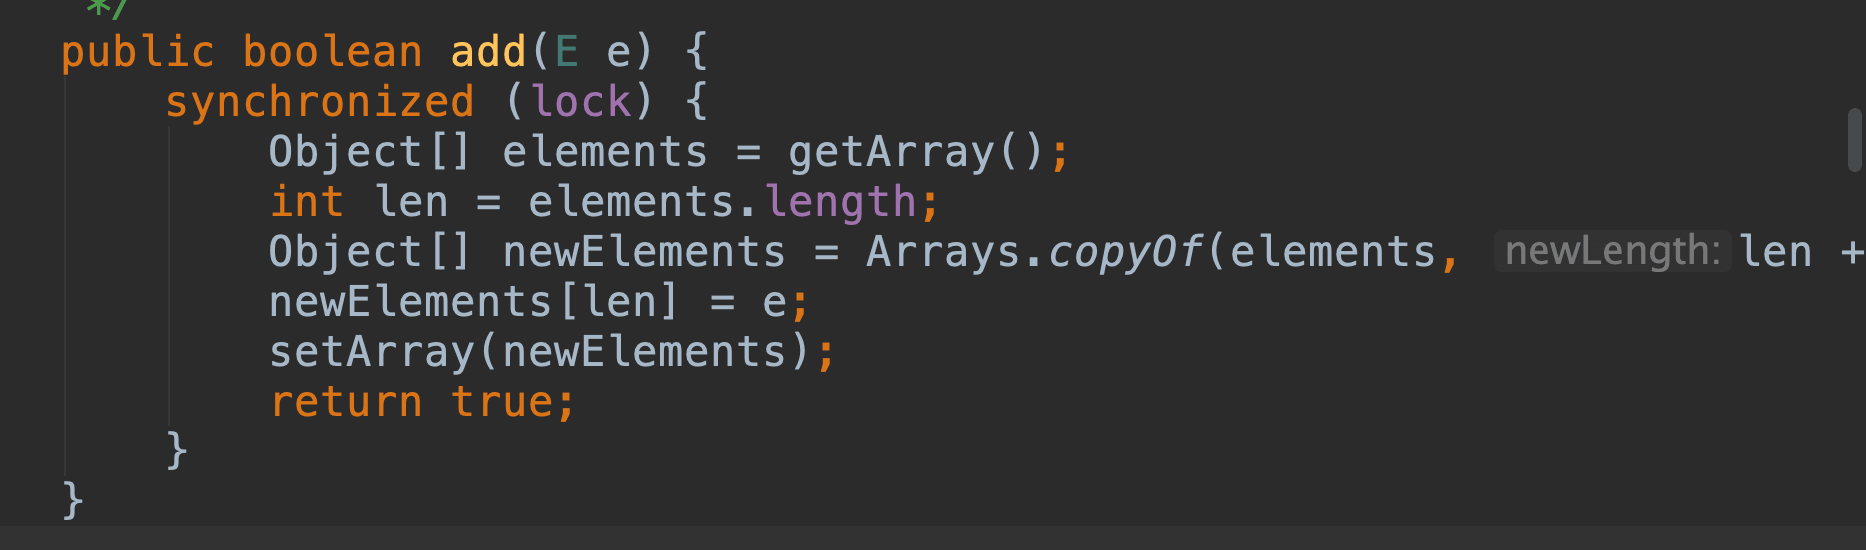 */
public boolean add(E e) {
synchronized (lock) {
Object[] elements = getArray();
int len = elements.length;
Object[] newElements = Arrays.copyOf(elements, newLength: len +
newElements[len] = e;
setArray(newElements);
return true;
}
}